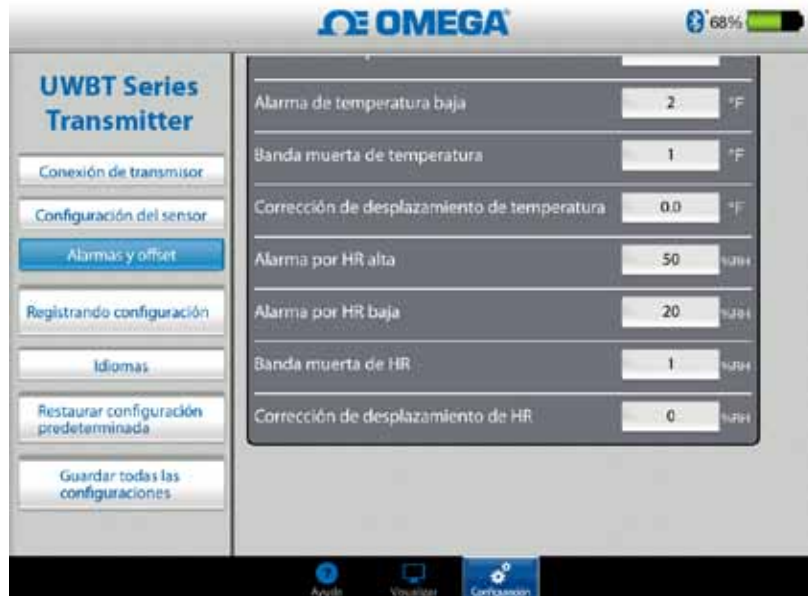 OMEGA
68%
UWBT Series
Transmitter
Conexión de transmisor
Configuración del sensor
Alarmas y offset
Registrando configuración
Idiomas
Restaurar configuración
predeterminada
Guardar todas las
configuraciones
Alarma de temperatura baja 2 °F
Banda muerta de temperatura 1 °F
Corrección de desplazamiento de temperatura 0.0 °F
Alarma por HR alta 50 %RH
Alarma por HR baja 20 %RH
Banda muerta de HR 1 %RH
Corrección de desplazamiento de HR 0 %RH
Ayuda Visualizar Configuración